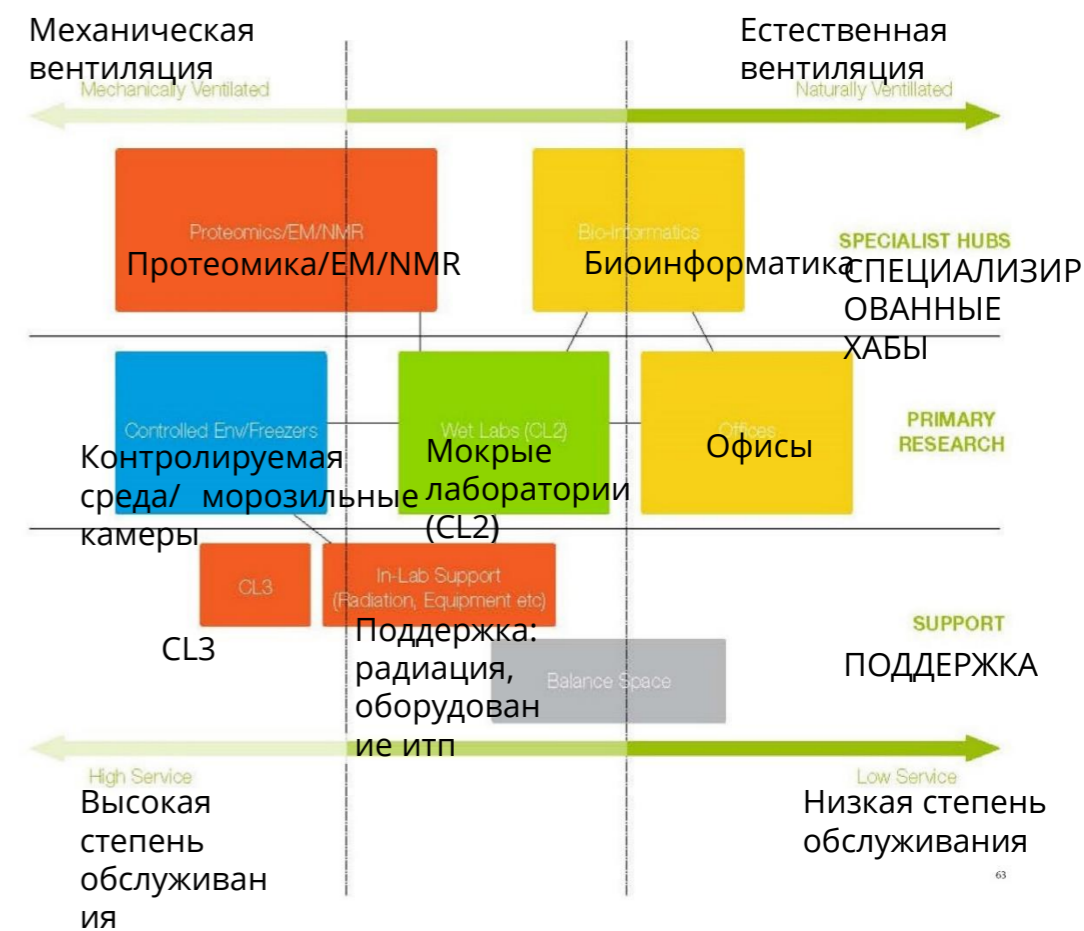 Механическая
вентиляция
Mechanically Ventilated
Естественная
вентиляция
Naturally Ventillated
Proteomics/EM/NMR
Протеомика/EM/NMR
Bio-Informatics
Биоинформатика
SPECIALIST HUBS
СПЕЦИАЛИЗИР
ОВАННЫЕ
ХАБЫ
Controlled Env/Freezers
Контролируемая
среда/ морозильные
камеры
Wet Labs (CL2)
Мокрые
лаборатории
(CL2)
Offices
Офисы
PRIMARY
RESEARCH
CL3
CL3
In-Lab Support
(Radiation, Equipment etc)
Поддержка:
радиация,
оборудован
ие итп
Balance Space
SUPPORT
ПОДДЕРЖКА
High Service
Высокая
степень
обслуживан
ия
Low Service
Низкая степень
обслуживания
63